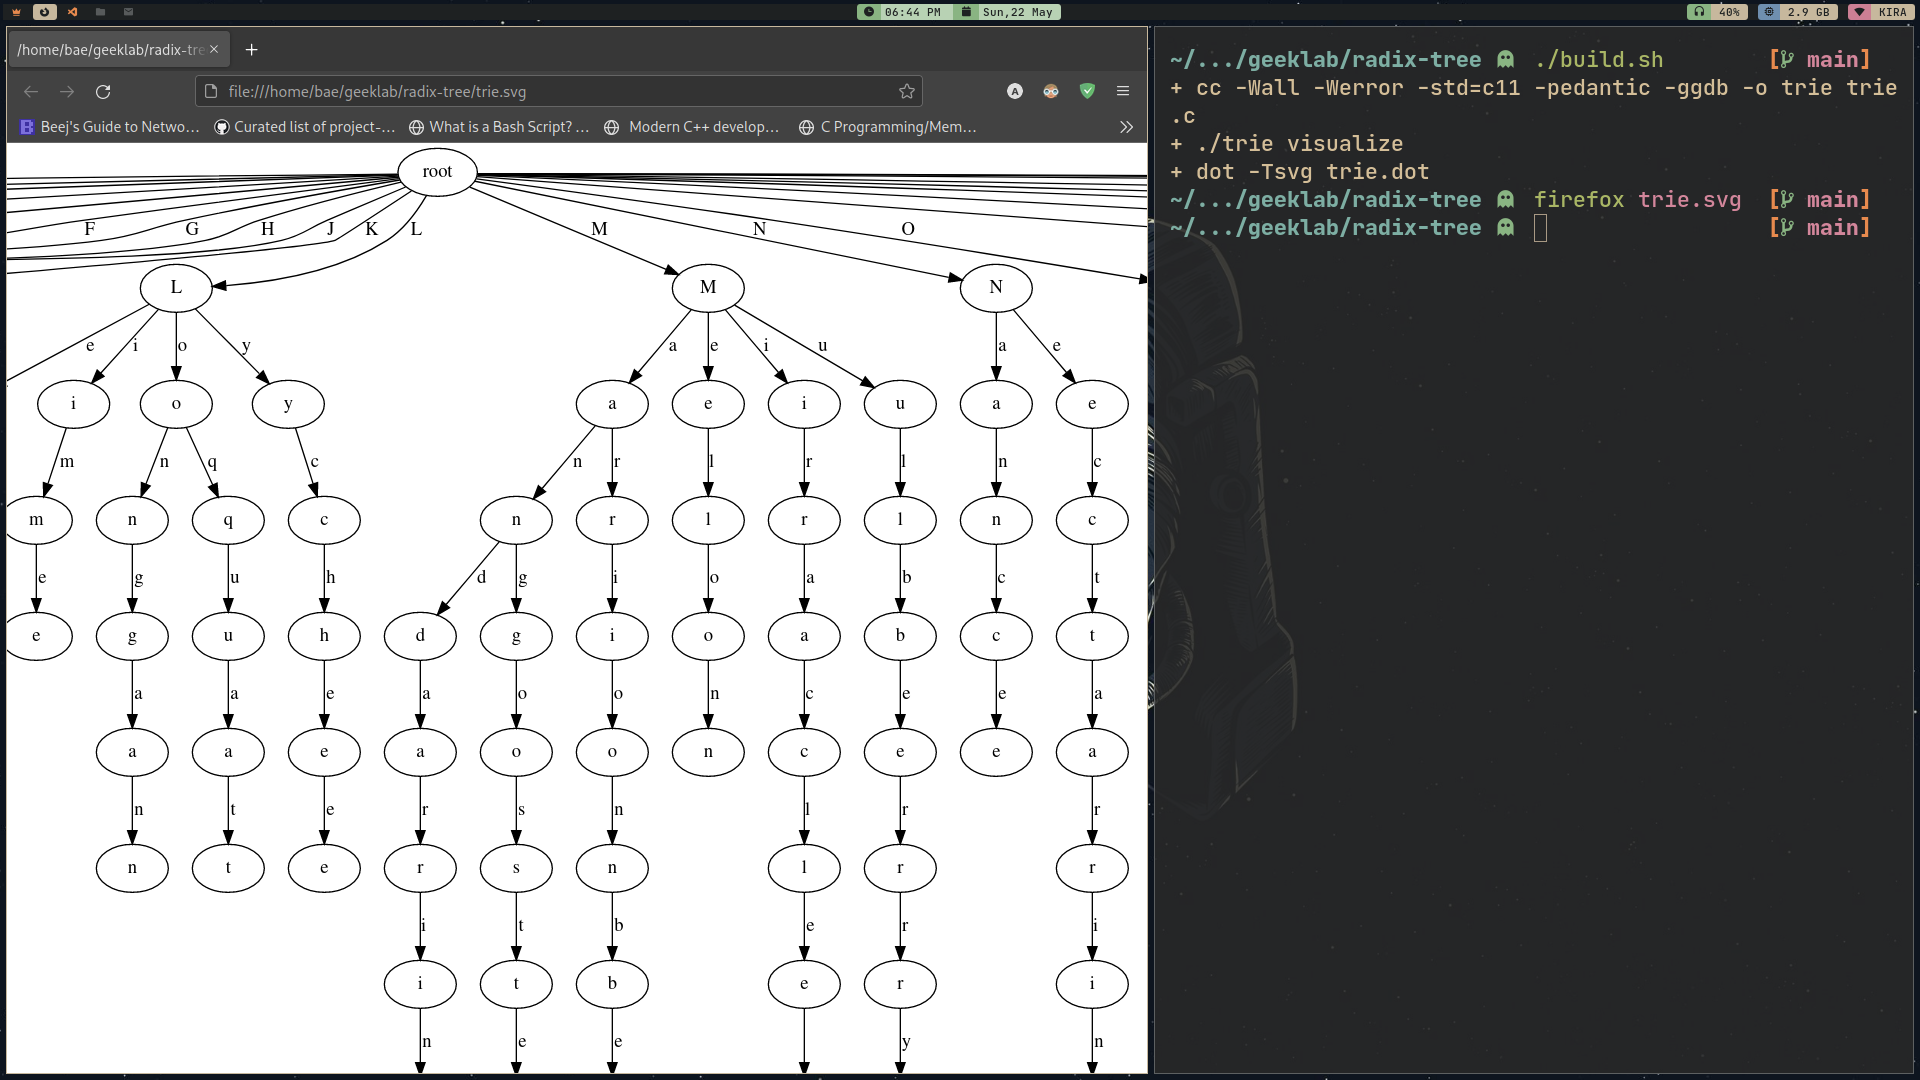 06:44 PM Sun,22 May 40% 2.9 GB KIRA
/home/bae/geeklab/radix-tre
file:///home/bae/geeklab/radix-tree/trie.svg
Beej's Guide to Netwo… Curated list of project-… What is a Bash Script? … Modern C++ develop… C Programming/Mem…
root
F G H J K L M N O
L M N
e i o y a e i u a e
i o y a e i u a e
m n q c n r l r l n c
m n q c n r l r l n c
e g u h d g i o a b c t
e g u h d g i o a b c t
a a e a o o n c e e a
a a e a o o n c e e a
n t e r s n l r r
n t e r s n l r r
i t b e r i
i t b e r i
n e e y n
~/.../geeklab/radix-tree ./build.sh [ main]
+ cc -Wall -Werror -std=c11 -pedantic -ggdb -o trie trie
.c
+ ./trie visualize
+ dot -Tsvg trie.dot
~/.../geeklab/radix-tree firefox trie.svg [ main]
~/.../geeklab/radix-tree [ main]